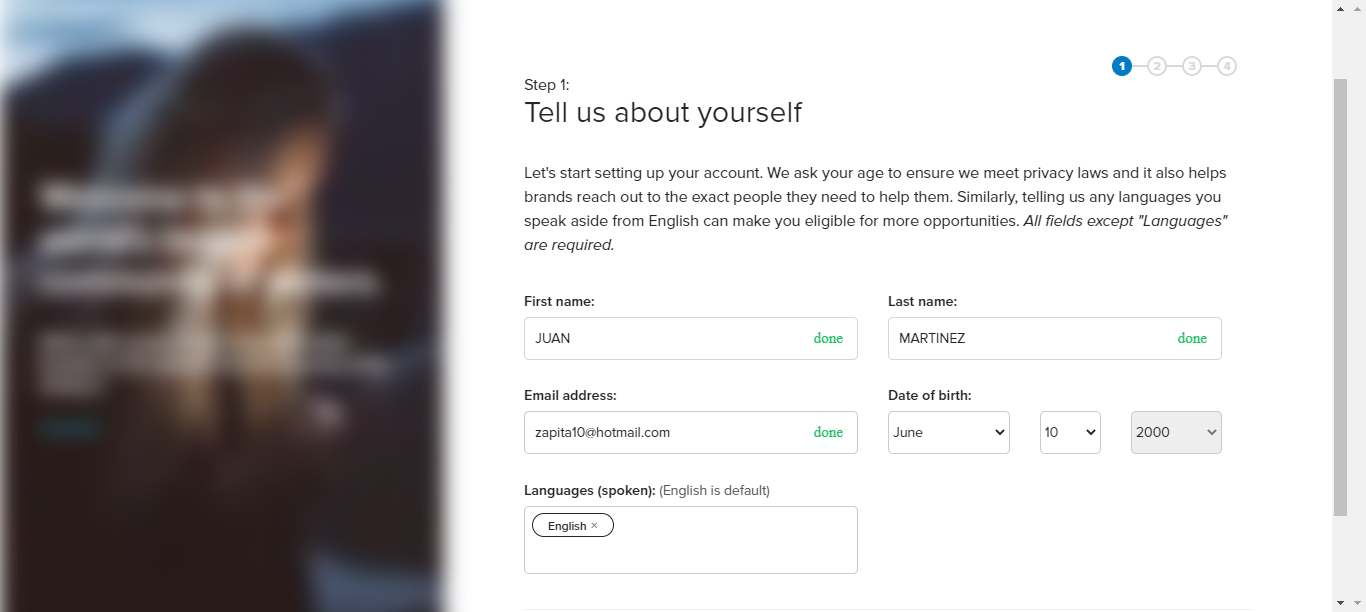 1 2 3 4
Step 1:
Tell us about yourself
Let's start setting up your account. We ask your age to ensure we meet privacy laws and it also helps
brands reach out to the exact people they need to help them. Similarly, telling us any languages you
speak aside from English can make you eligible for more opportunities. All fields except "Languages"
are required.
First name: Last name:
JUAN done MARTINEZ done
Email address: Date of birth:
zapita10@hotmail.com done June 10 2000
Languages (spoken): (English is default)
English ×